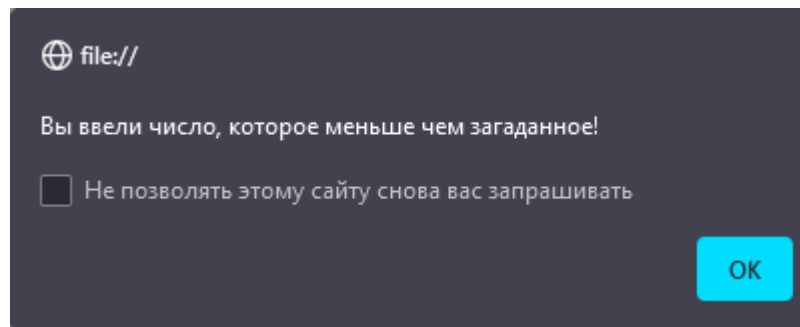 file://
Вы ввели число, которое меньше чем загаданное!
Не позволять этому сайту снова вас запрашивать
OK